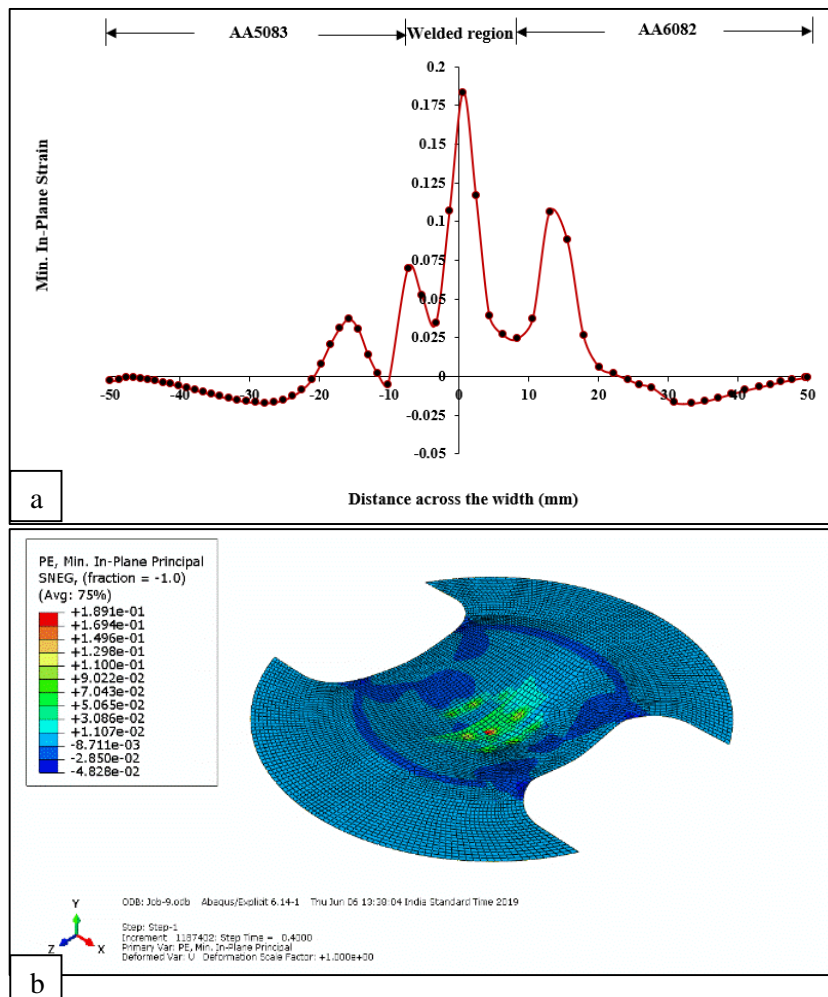 AA5083 Welded region AA6082
0.2
0.175
0.15
0.125
0.1
0.075
0.05
0.025
0
-0.025
-0.05
Min. In-Plane Strain
-50 -40 -30 -20 -10 0 10 20 30 40 50
Distance across the width (mm)
a
PE, Min. In-Plane Principal
SNEG, (fraction = -1.0)
(Avg: 75%)
+1.891e-01
+1.694e-01
+1.496e-01
+1.298e-01
+1.100e-01
+9.022e-02
+7.043e-02
+5.065e-02
+3.086e-02
+1.107e-02
-8.711e-03
-2.850e-02
-4.828e-02
Y
Z X
ODB: Job-9.odb Abaqus/Explicit 6.14-1 Thu Jun 06 13:38:04 India Standard Time 2019
Step: Step-1
Increment 1187402: Step Time = 0.4000
Primary Var: PE, Min. In-Plane Principal
Deformed Var: U Deformation Scale Factor: +1.000e+00
b